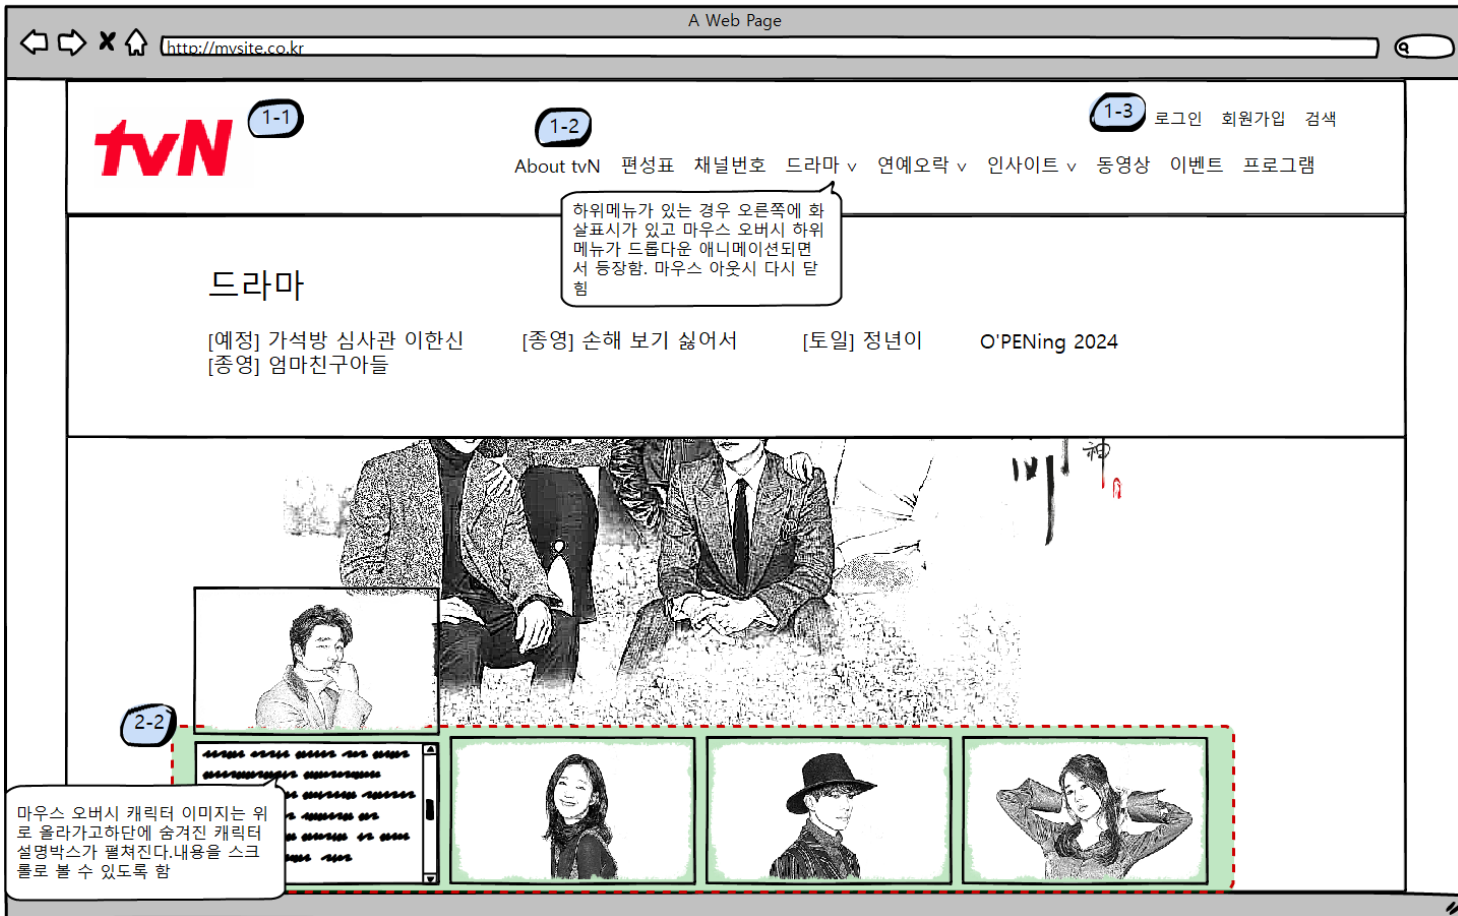 A Web Page
http://mysite.co.kr
tvN
1-1
1-2
1-3
로그인 회원가입 검색
About tvN 편성표 채널번호 드라마 v 연예오락 v 인사이트 v 동영상 이벤트 프로그램
하위메뉴가 있는 경우 오른쪽에 화
살표시가 있고 마우스 오버시 하위
메뉴가 드롭다운 애니메이션되면
서 등장함. 마우스 아웃시 다시 닫
힘
드라마
[예정] 가석방 심사관 이한신 [종영] 손해 보기 싫어서 [토일] 정년이 O'PENing 2024
[종영] 엄마친구아들
神
2-2
마우스 오버시 캐릭터 이미지는 위
로 올라가고하단에 숨겨진 캐릭터
설명박스가 펼쳐진다.내용을 스크
롤로 볼 수 있도록 함